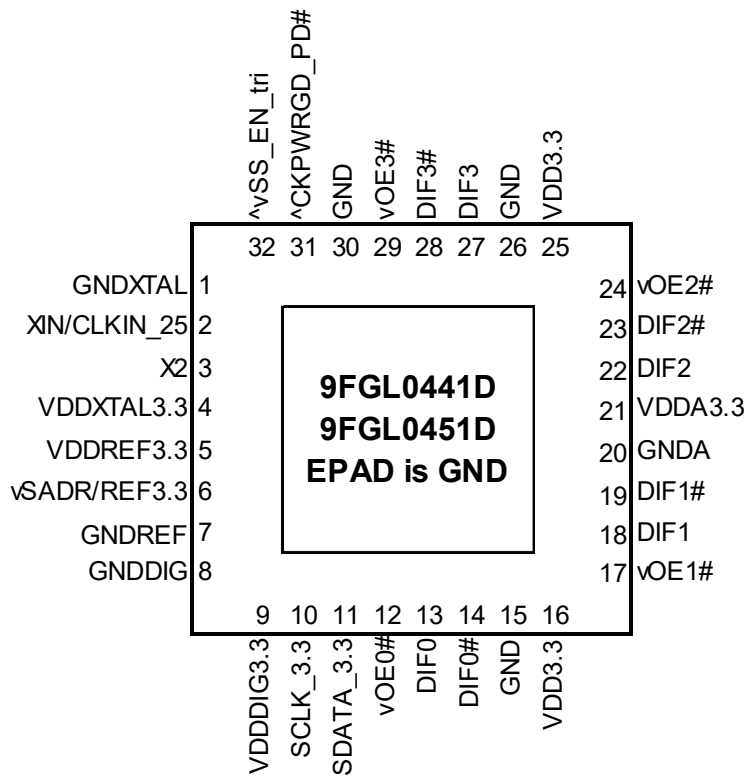 ^vSS_EN_tri
^CKPWRGD_PD#
GND
vOE3#
DIF3#
DIF3
GND
VDD3.3
32 31 30 29 28 27 26 25
GNDXTAL 1
XIN/CLKIN_25 2
X2 3
VDDXTAL3.3 4
VDDREF3.3 5
vSADR/REF3.3 6
GNDREF 7
GNDDIG 8
9FGL0441D
9FGL0451D
EPAD is GND
24 vOE2#
23 DIF2#
22 DIF2
21 VDDA3.3
20 GNDA
19 DIF1#
18 DIF1
17 vOE1#
9 10 11 12 13 14 15 16
VDDDIG3.3
SCLK_3.3
SDATA_3.3
vOE0#
DIF0
DIF0#
GND
VDD3.3